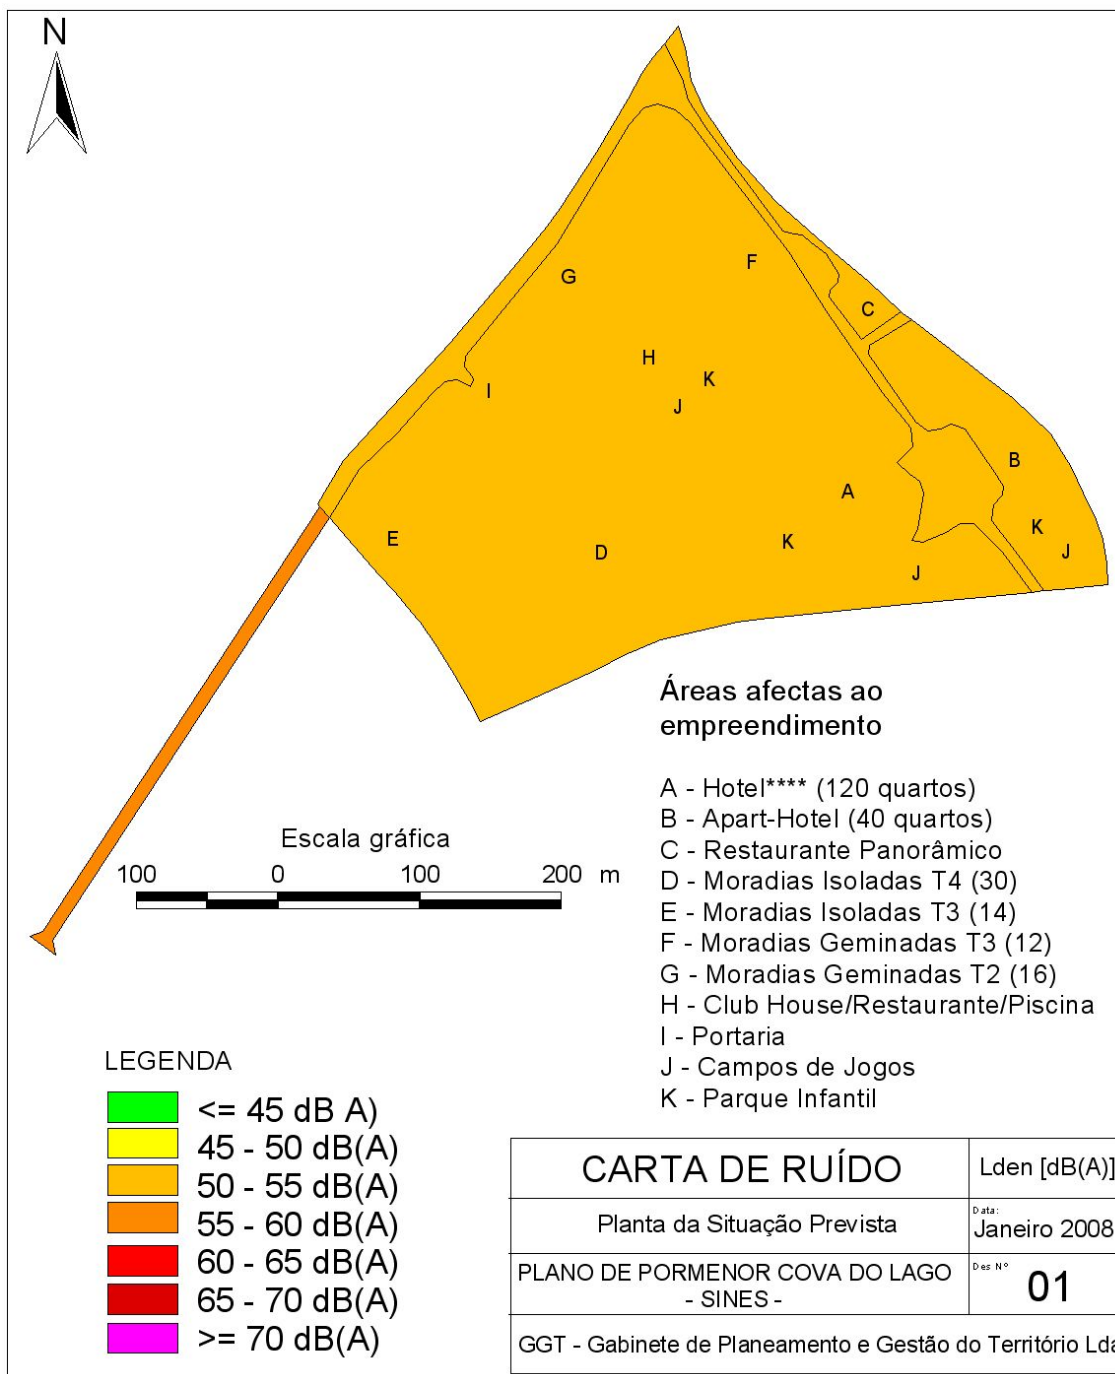 N
F
G
C
H
K
I
J
B
A
K
E
D
K
J
J
Áreas afectas ao
empreendimento
A - Hotel**** (120 quartos)
B - Apart-Hotel (40 quartos)
C - Restaurante Panorâmico
D - Moradias Isoladas T4 (30)
E - Moradias Isoladas T3 (14)
F - Moradias Geminadas T3 (12)
G - Moradias Geminadas T2 (16)
H - Club House/Restaurante/Piscina
I - Portaria
J - Campos de Jogos
K - Parque Infantil
Escala gráfica
100 0 100 200 m
LEGENDA
<= 45 dB A)
45 - 50 dB(A)
50 - 55 dB(A)
55 - 60 dB(A)
60 - 65 dB(A)
65 - 70 dB(A)
>= 70 dB(A)
CARTA DE RUÍDO
Lden [dB(A)]
Planta da Situação Prevista
Data:
Janeiro 2008
PLANO DE PORMENOR COVA DO LAGO
- SINES -
Des Nº
01
GGT - Gabinete de Planeamento e Gestão do Território Lda